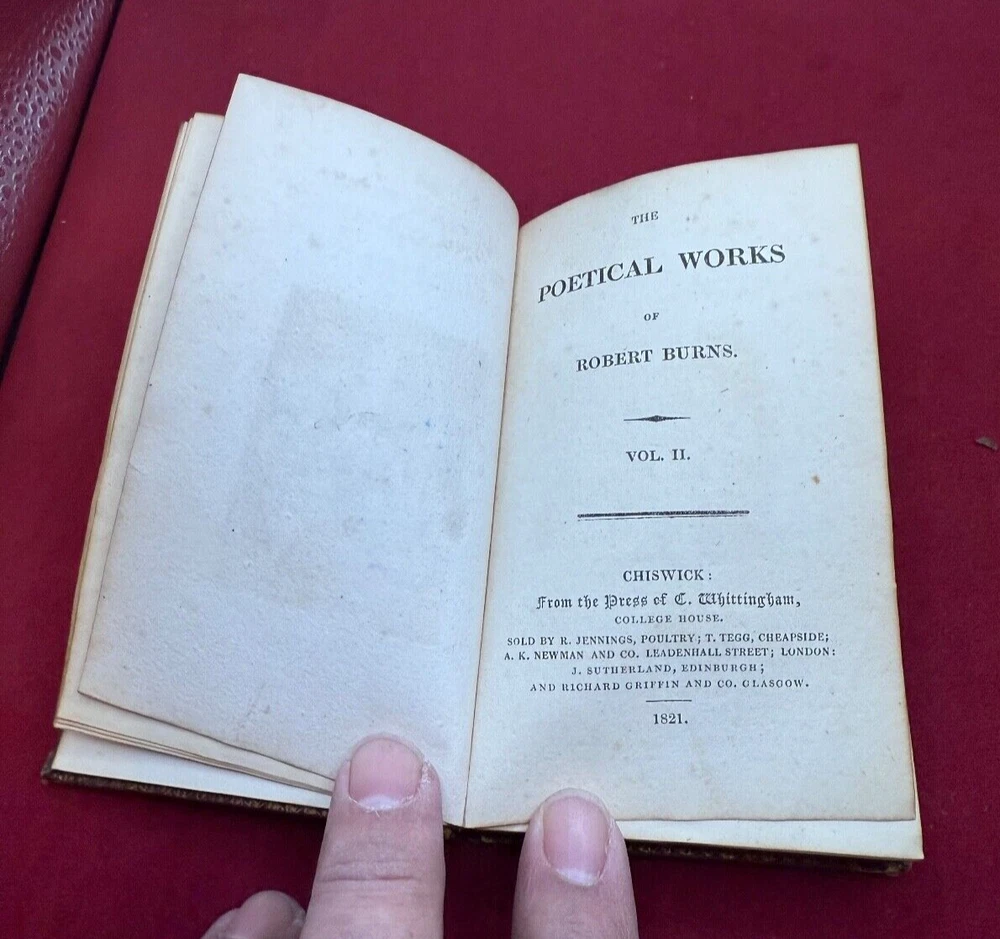 THE
POETICAL WORKS
OF
ROBERT BURNS.
VOL. II.
CHISWICK:
From the Press of C. Whittingham,
COLLEGE HOUSE.
SOLD BY R. JENNINGS, POULTRY; T. TEGG, CHEAPSIDE;
A. K. NEWMAN AND CO. LEADENHALL STREET; LONDON:
J. SUTHERLAND, EDINBURGH;
AND RICHARD GRIFFIN AND CO. GLASGOW.
1821.